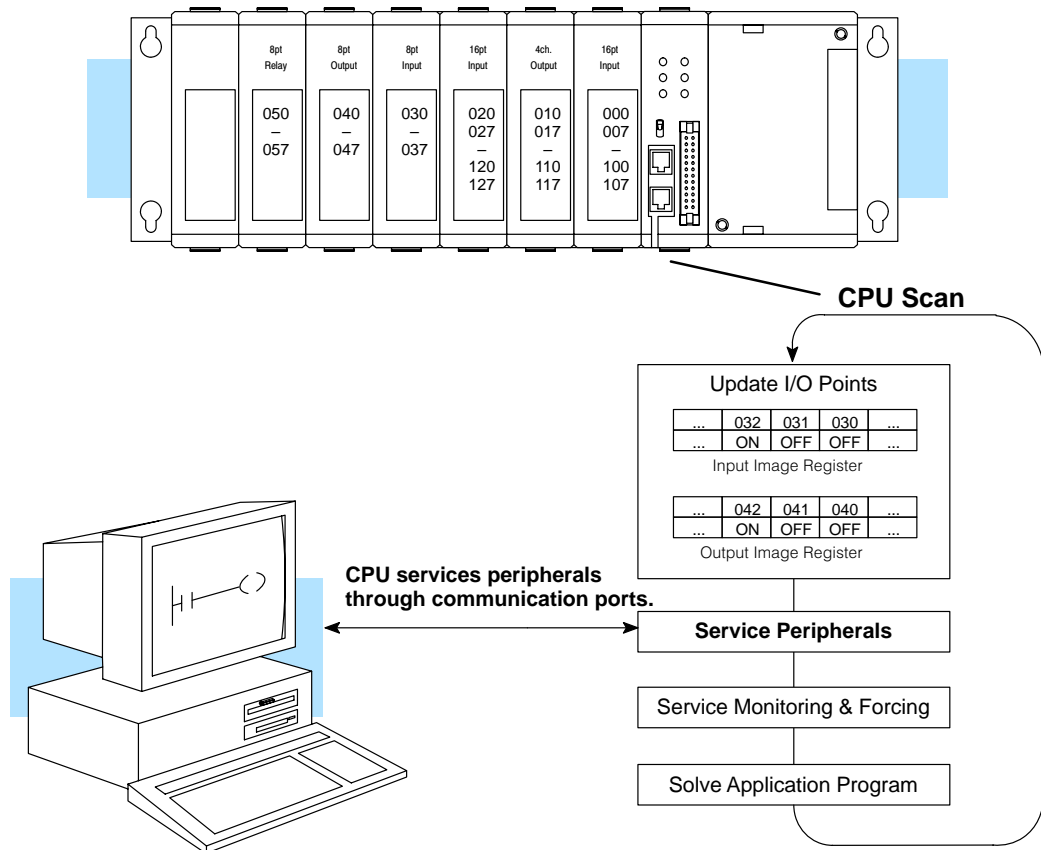 8pt 8pt 8pt 16pt 4ch. 16pt
Relay Output Input Input Output Input
050 040 030 020 010 000
– – – 027 017 007
057 047 037 – – –
120 110 100
127 117 107
CPU Scan
Update I/O Points
... 032 031 030 ...
... ON OFF OFF ...
Input Image Register
... 042 041 040 ...
... ON OFF OFF ...
Output Image Register
CPU services peripherals
through communication ports.
Service Peripherals
Service Monitoring & Forcing
Solve Application Program